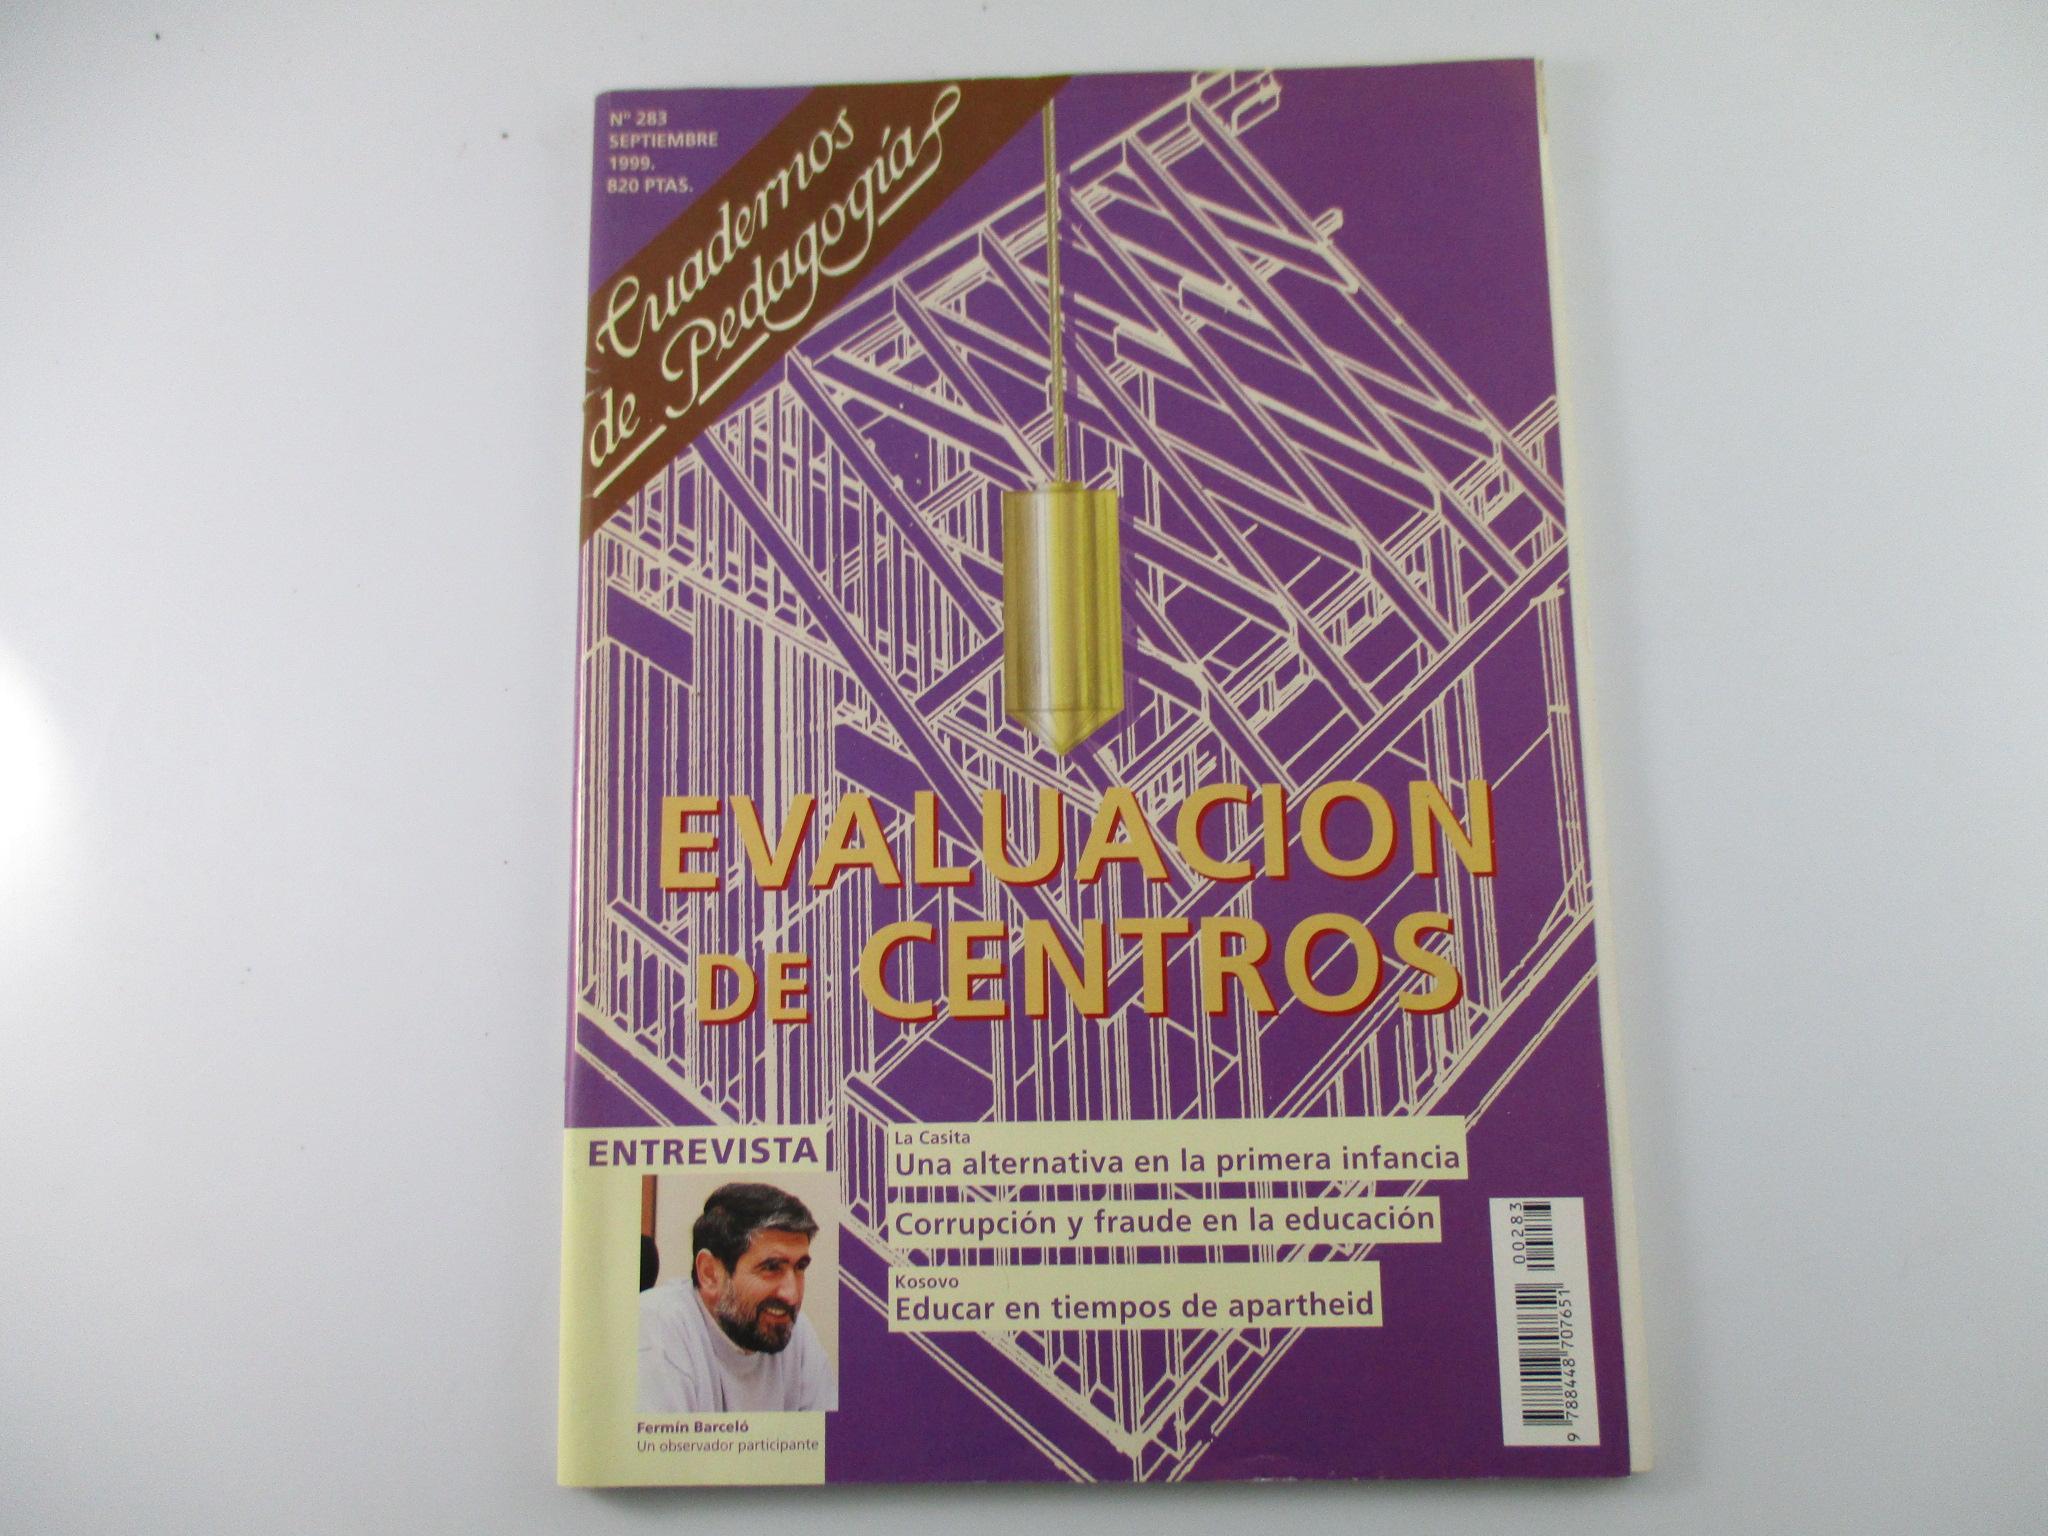 Nº 283
SEPTIEMBRE
1999.
820 PTAS.
Cuadernos
de Pedagogía
EVALUACION
DE CENTROS
ENTREVISTA
Fermín Barceló
Un observador participante
La Casita
Una alternativa en la primera infancia
Corrupción y fraude en la educación
Kosovo
Educar en tiempos de apartheid
00283
9 788448 707651